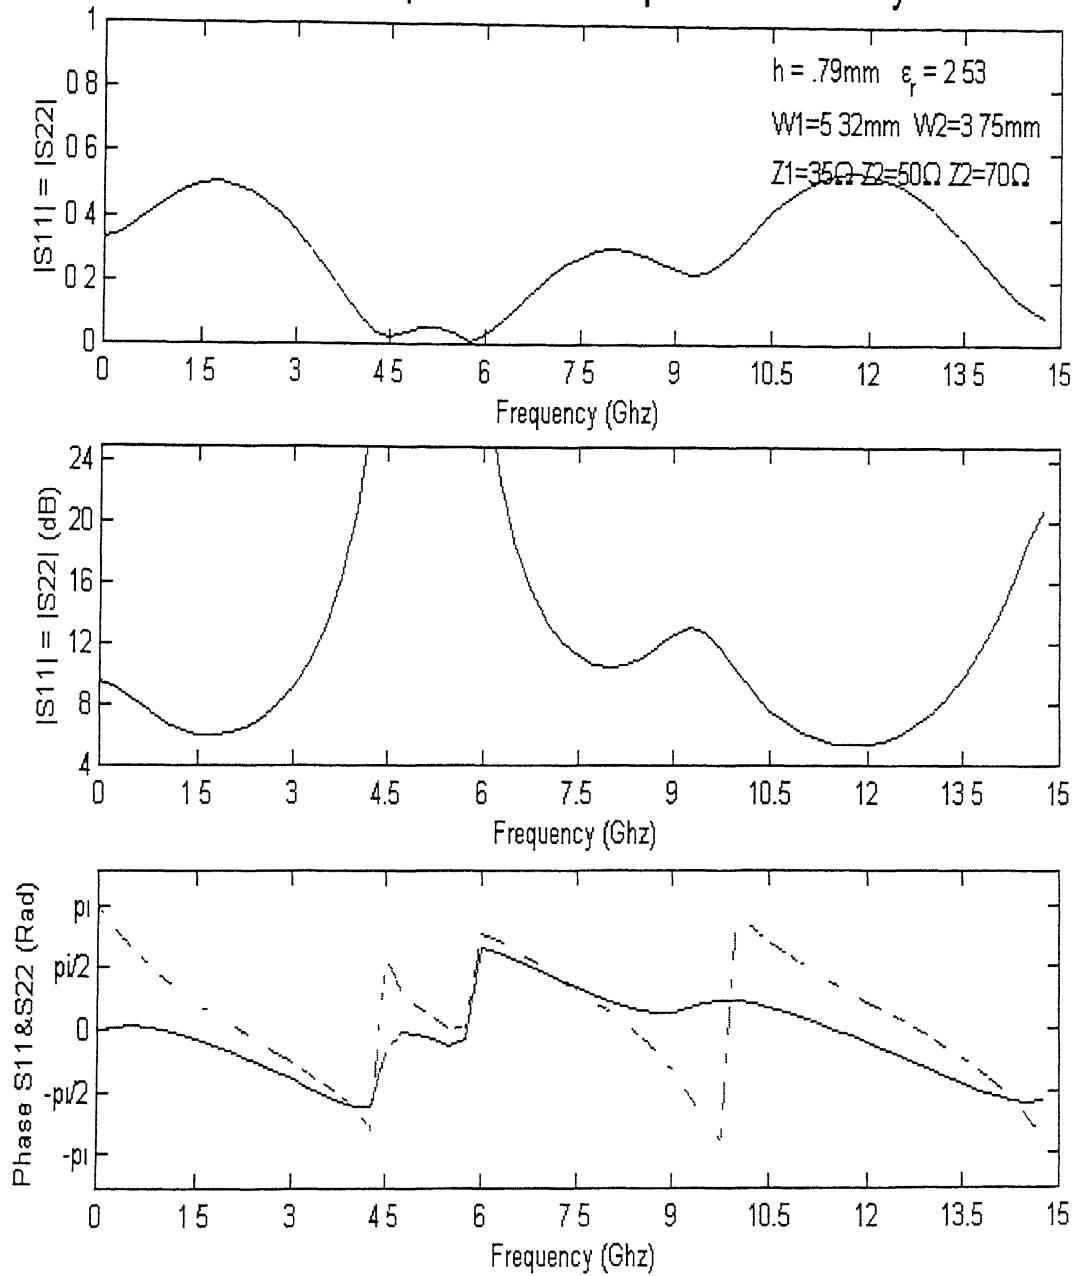 1
0 8
0 6
0 4
0 2
0
|S11| = |S22|
h = .79mm εr = 2 53
W1=5 32mm W2=3 75mm
Z1=35Ω Z2=50Ω Z2=70Ω
0 1 5 3 4 5 6 7 5 9 10.5 12 13 5 15
Frequency (Ghz)
24
20
16
12
8
4
|S11| = |S22| (dB)
0 1 5 3 4.5 6 7.5 9 10.5 12 13 5 15
Frequency (Ghz)
pi
pi/2
0
-pi/2
-pi
Phase S11&S22 (Rad)
0 1 5 3 4 5 6 7 5 9 10.5 12 13.5 15
Frequency (Ghz)